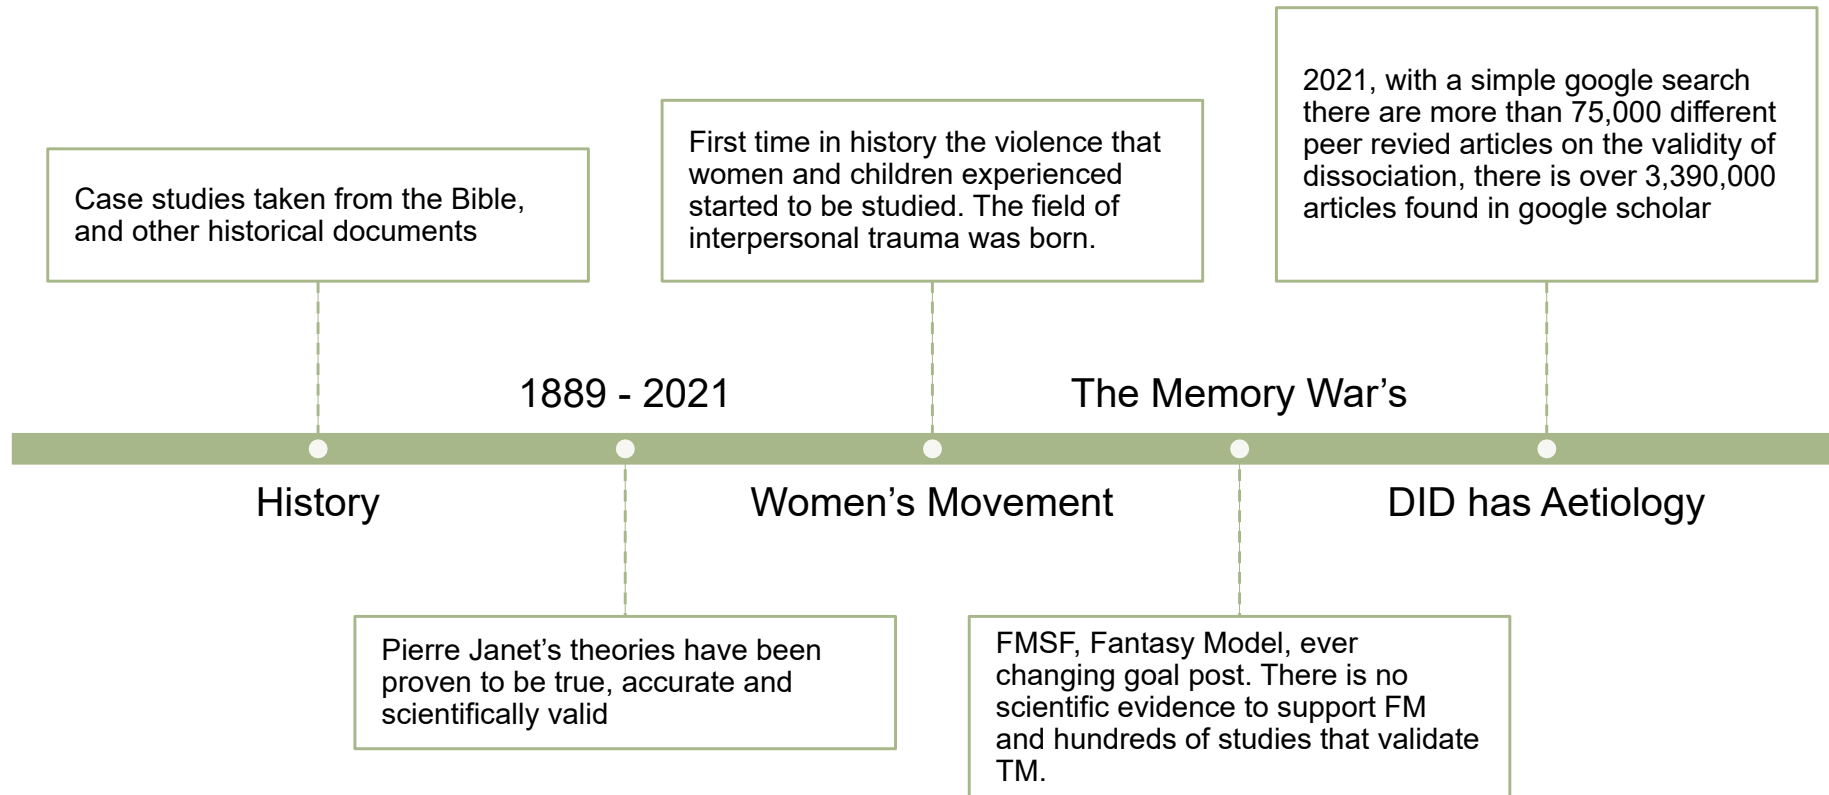 Case studies taken from the Bible,
and other historical documents
First time in history the violence that
women and children experienced
started to be studied. The field of
interpersonal trauma was born.
2021, with a simple google search
there are more than 75,000 different
peer revied articles on the validity of
dissociation, there is over 3,390,000
articles found in google scholar
1889 - 2021
The Memory War’s
History
Women’s Movement
DID has Aetiology
Pierre Janet’s theories have been
proven to be true, accurate and
scientifically valid
FMSF, Fantasy Model, ever
changing goal post. There is no
scientific evidence to support FM
and hundreds of studies that validate
TM.